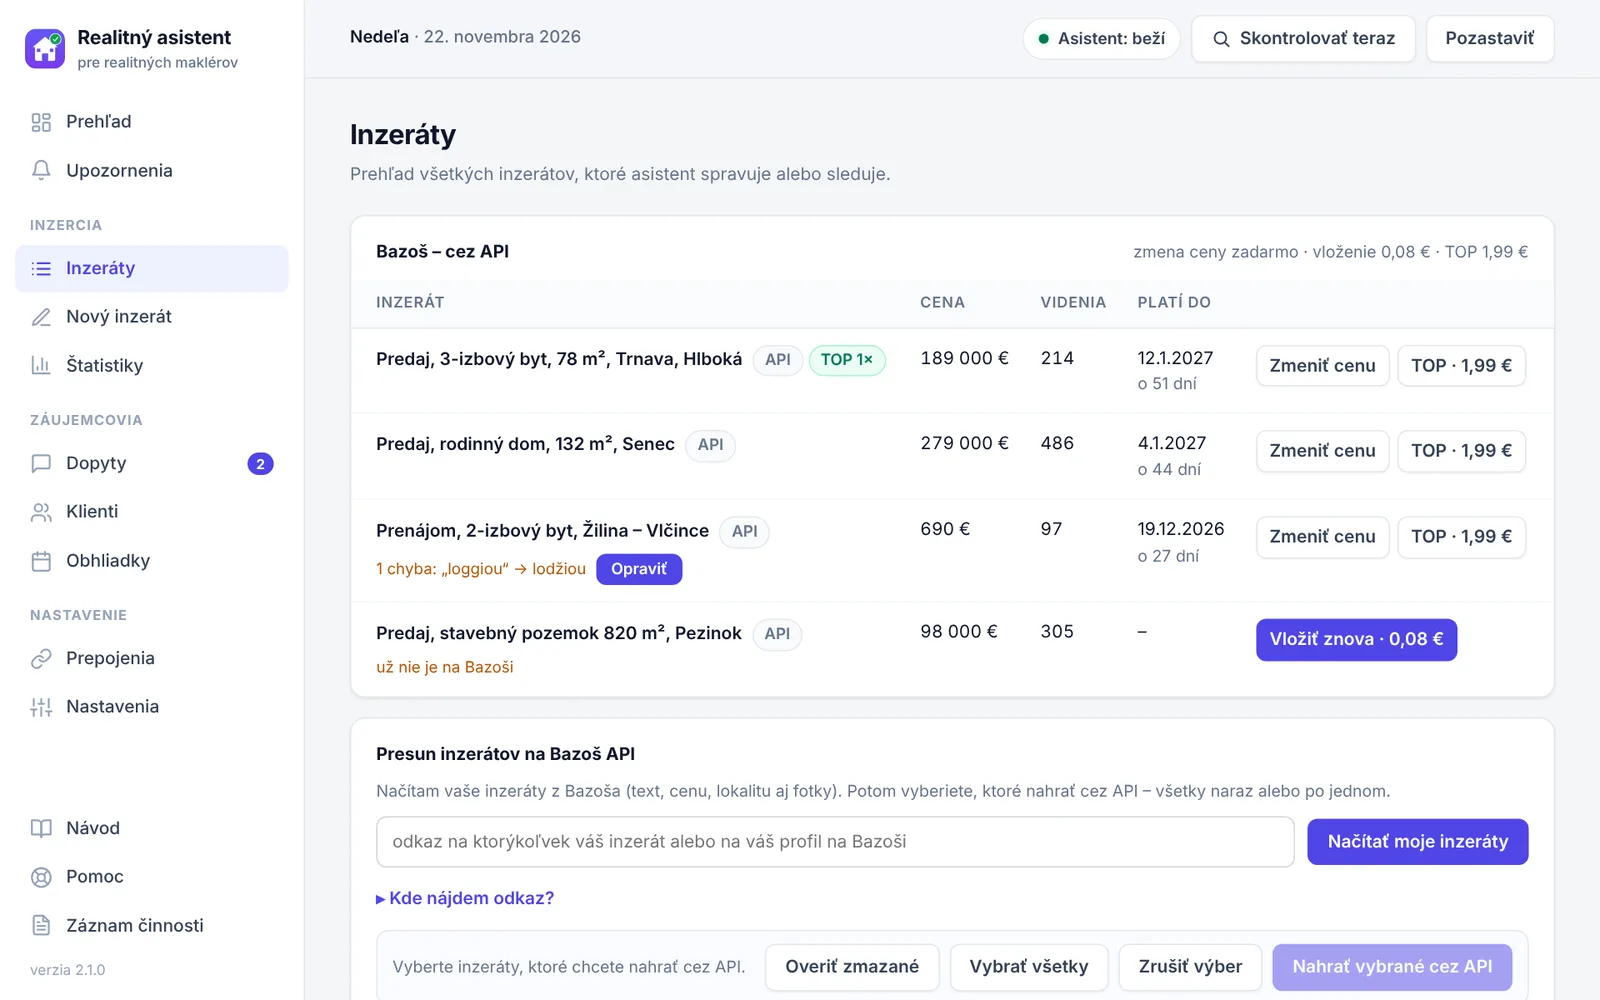 Realitný asistent
pre realitných maklérov
Prehľad
Upozornenia
INZERCIA
Inzeráty
Nový inzerát
Štatistiky
ZÁUJEMCOVIA
Dopyty 2
Klienti
Obhliadky
NASTAVENIE
Prepojenia
Nastavenia
Návod
Pomoc
Záznam činnosti
verzia 2.1.0
Nedeľa · 22. novembra 2026
Asistent: beží
Skontrolovať teraz
Pozastaviť
Inzeráty
Prehľad všetkých inzerátov, ktoré asistent spravuje alebo sleduje.
Bazoš – cez API
zmena ceny zadarmo · vloženie 0,08 € · TOP 1,99 €
INZERÁT CENA VIDENIA PLATÍ DO
Predaj, 3-izbový byt, 78 m², Trnava, Hlboká API TOP 1× 189 000 € 214 12.1.2027 Zmeniť cenu TOP · 1,99 €
o 51 dní
Predaj, rodinný dom, 132 m², Senec API 279 000 € 486 4.1.2027 Zmeniť cenu TOP · 1,99 €
o 44 dní
Prenájom, 2-izbový byt, Žilina – Vlčince API 690 € 97 19.12.2026 Zmeniť cenu TOP · 1,99 €
o 27 dní
1 chyba: „loggiou“ → lodžiou Opraviť
Predaj, stavebný pozemok 820 m², Pezinok API 98 000 € 305 – Vložiť znova · 0,08 €
už nie je na Bazoši
Presun inzerátov na Bazoš API
Načítam vaše inzeráty z Bazoša (text, cenu, lokalitu aj fotky). Potom vyberiete, ktoré nahrať cez API – všetky naraz alebo po jednom.
odkaz na ktorýkoľvek váš inzerát alebo na váš profil na Bazoši
Načítať moje inzeráty
▸ Kde nájdem odkaz?
Vyberte inzeráty, ktoré chcete nahrať cez API. Overiť zmazané Vybrať všetky Zrušiť výber Nahrať vybrané cez API